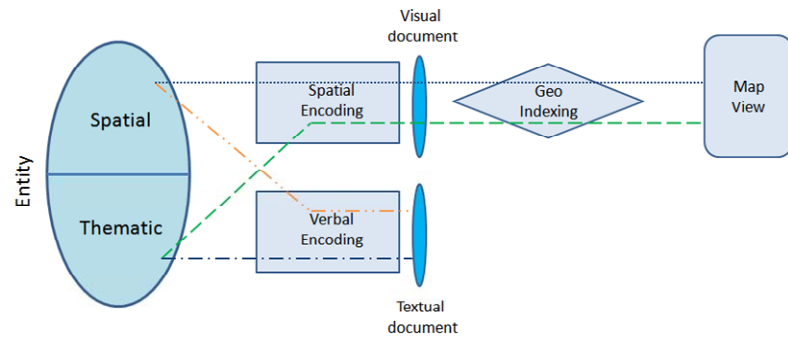 Visual
document
Spatial
Encoding
Geo
Indexing
Map
View
Spatial
Entity
Thematic
Verbal
Encoding
Textual
document